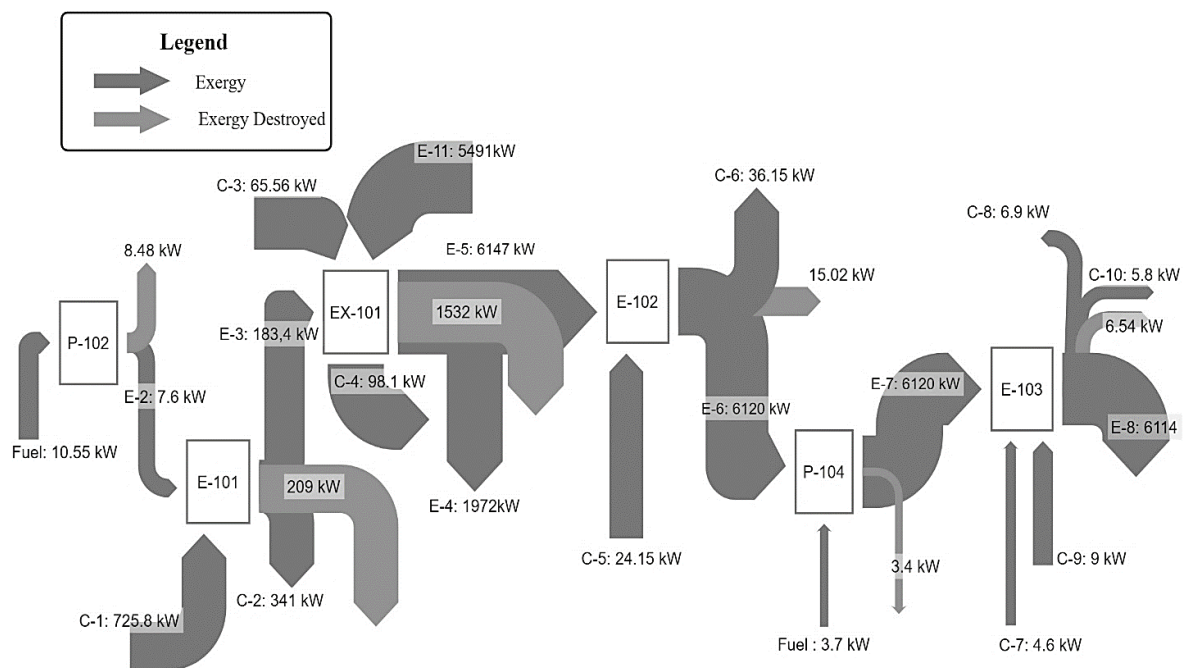 Legend
Exergy
Exergy Destroyed
E-11: 5491kW
C-3: 65.56 kW
C-6: 36.15 kW
C-8: 6.9 kW
8.48 kW
E-5: 6147 kW
15.02 kW
C-10: 5.8 kW
P-102
E-3: 183,4 kW
EX-101
1532 kW
E-102
6.54 kW
E-2: 7.6 kW
C-4: 98.1 kW
E-6: 6120 kW
E-7: 6120 kW
E-103
E-8: 6114
Fuel: 10.55 kW
E-101
209 kW
E-4: 1972kW
P-104
C-5: 24.15 kW
3.4 kW
C-9: 9 kW
C-1: 725.8 kW
C-2: 341 kW
Fuel : 3.7 kW
C-7: 4.6 kW